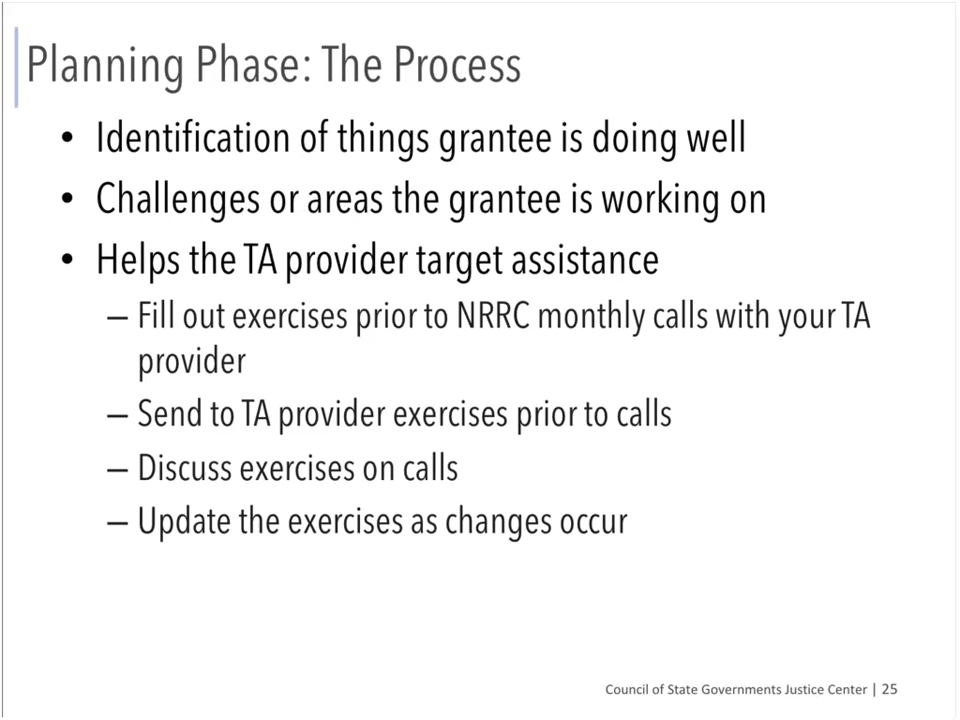 Planning Phase: The Process
• Identification of things grantee is doing well
• Challenges or areas the grantee is working on
• Helps the TA provider target assistance
– Fill out exercises prior to NRRC monthly calls with your TA
provider
– Send to TA provider exercises prior to calls
– Discuss exercises on calls
– Update the exercises as changes occur
Council of State Governments Justice Center | 25